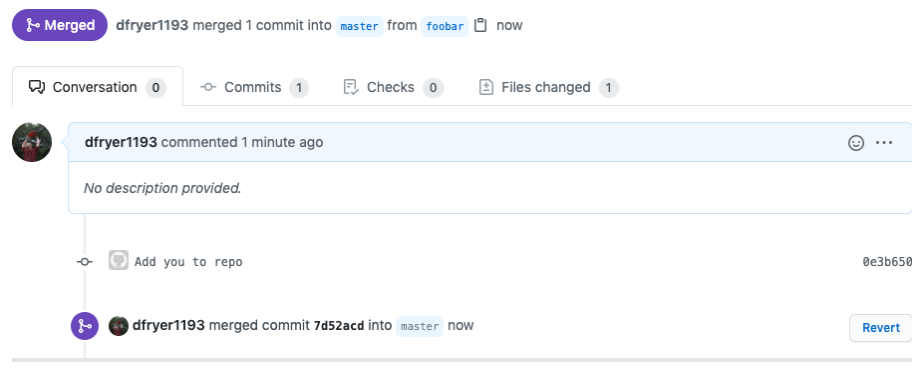 Merged dfryer1193 merged 1 commit into master from foobar now
Conversation 0 Commits 1 Checks 0 Files changed 1
dfryer1193 commented 1 minute ago
No description provided.
Add you to repo 0e3b650
dfryer1193 merged commit 7d52acd into master now Revert